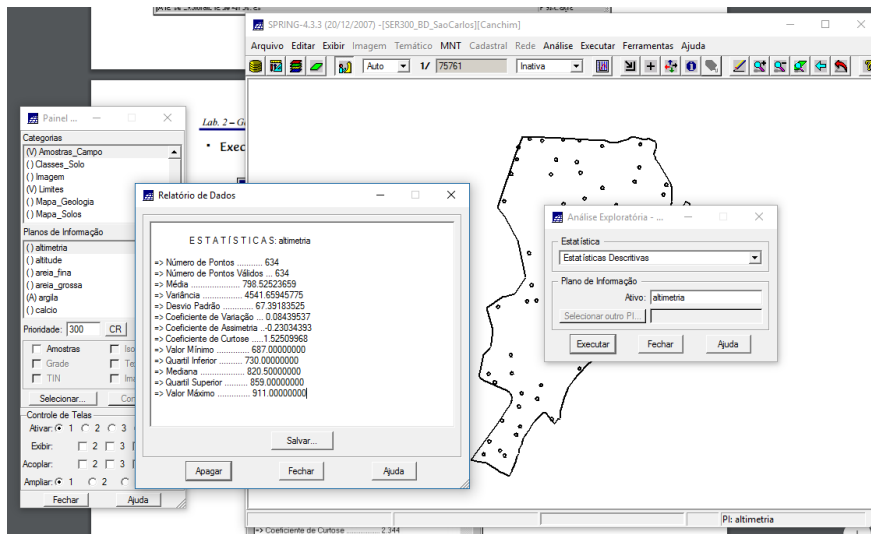 SPRING-4.3.3 (20/12/2007) -[SER300_BD_SaoCarlos][Canchim]
Arquivo Editar Exibir Imagem Temático MNT Cadastral Rede Análise Executar Ferramentas Ajuda
Auto 1/ 75761 Inativa
Painel ...
Categorias
(V) Amostras_Campo
() Classes_Solo
() Imagem
(V) Limites
() Mapa_Geologia
() Mapa_Solos
Planos de Informação
() altimetria
() altitude
() areia_fina
() areia_grossa
(A) argila
() calcio
Prioridade: 300 CR
Amostras
Grade
TIN
Selecionar...
Controle de Telas
Ativar: 1 2 3
Exibir: 2 3
Acoplar: 2 3
Ampliar: 1 2
Fechar Ajuda
Lab. 2 –
• Exec
Relatório de Dados
E S T A T Í S T I C A S: altimetria
=> Número de Pontos ........... 634
=> Número de Pontos Válidos ... 634
=> Média ..................... 798.52523659
=> Variância ................. 4541.65945775
=> Desvio Padrão ............. 67.39183525
=> Coeficiente de Variação ... 0.08439537
=> Coeficiente de Assimetria ..-0.23034393
=> Coeficiente de Curtose .....1.52509968
=> Valor Mínimo .............. 687.00000000
=> Quartil Inferior .......... 730.00000000
=> Mediana ................... 820.50000000
=> Quartil Superior .......... 859.00000000
=> Valor Máximo .............. 911.00000000
Salvar...
Apagar Fechar Ajuda
Análise Exploratória - ...
Estatística
Estatísticas Descritivas
Plano de Informação
Ativo: altimetria
Selecionar outro PI...
Executar Fechar Ajuda
PI: altimetria
=> Coeficiente de Curtose ............... 2.344